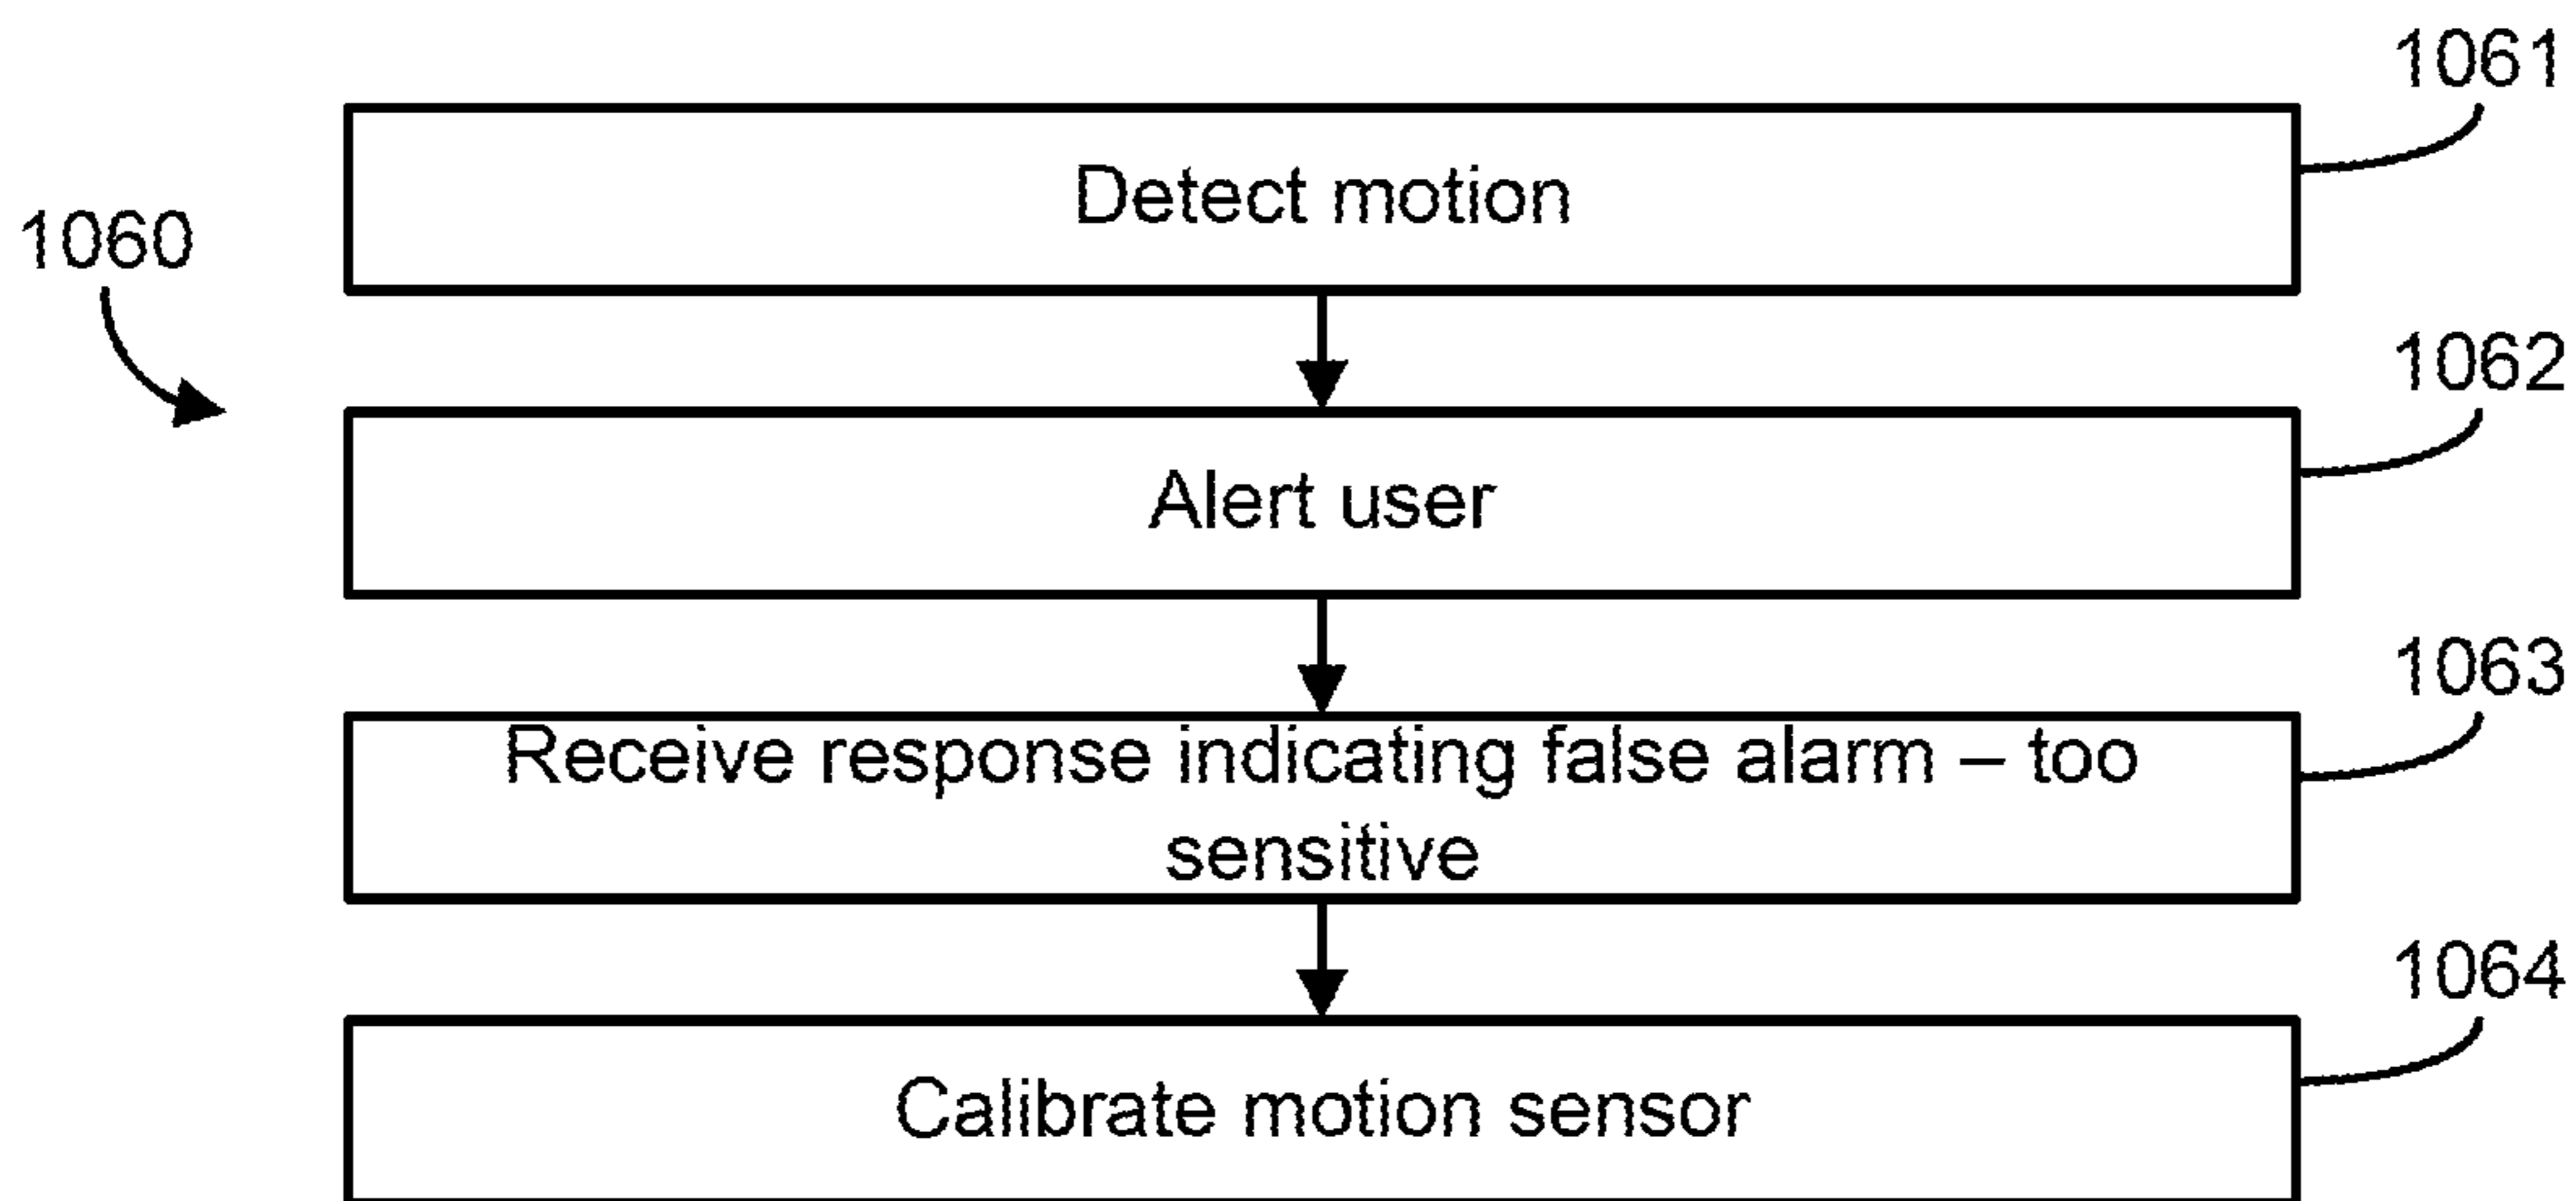 1061
Detect motion
1060
1062
Alert user
1063
Receive response indicating false alarm – too
sensitive
1064
Calibrate motion sensor